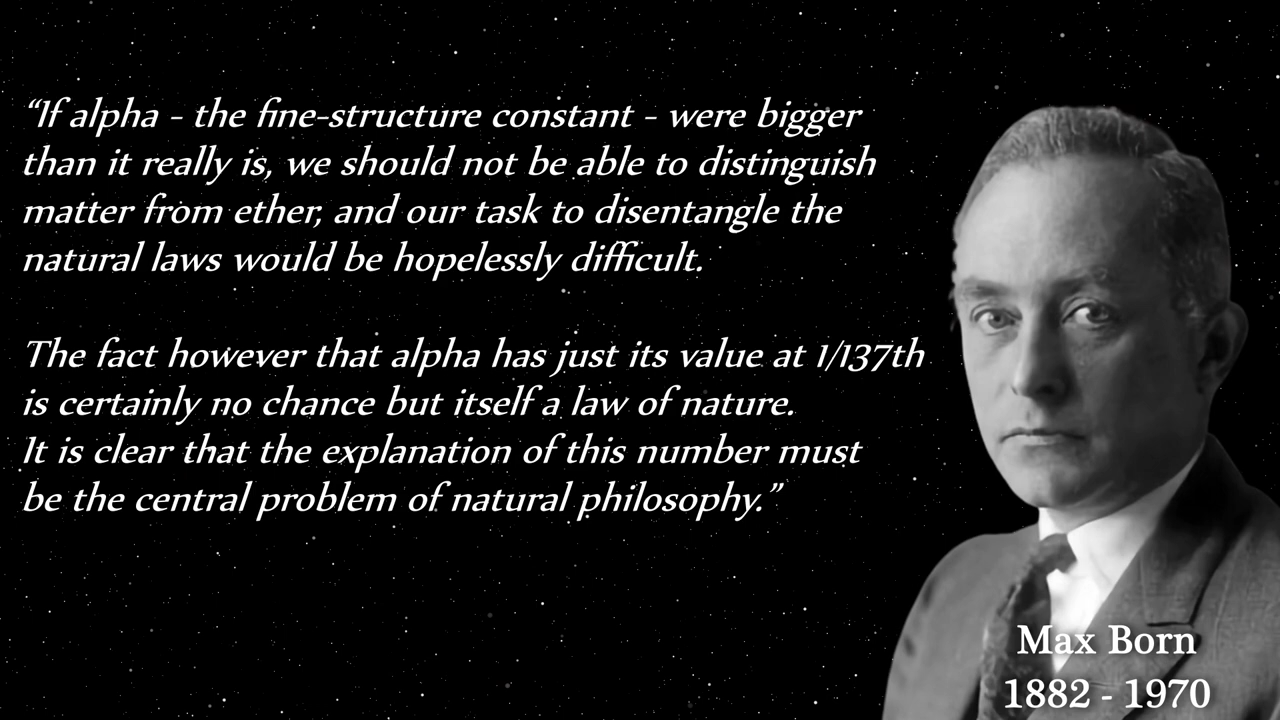 “If alpha - the fine-structure constant - were bigger
than it really is, we should not be able to distinguish
matter from ether, and our task to disentangle the
natural laws would be hopelessly difficult.
The fact however that alpha has just its value at 1/137th
is certainly no chance but itself a law of nature.
It is clear that the explanation of this number must
be the central problem of natural philosophy.”
Max Born
1882 - 1970